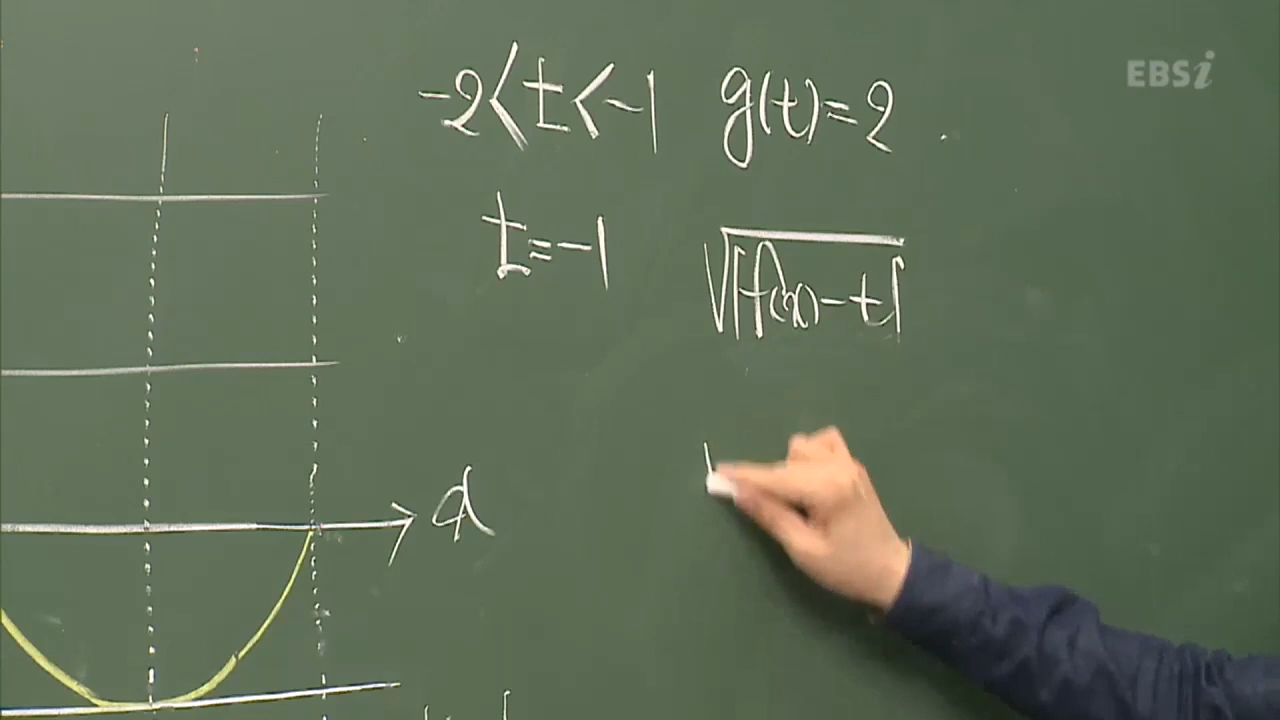 EBSi
-2<t<-1 g(t)=2
t=-1 √|f(x)-t|